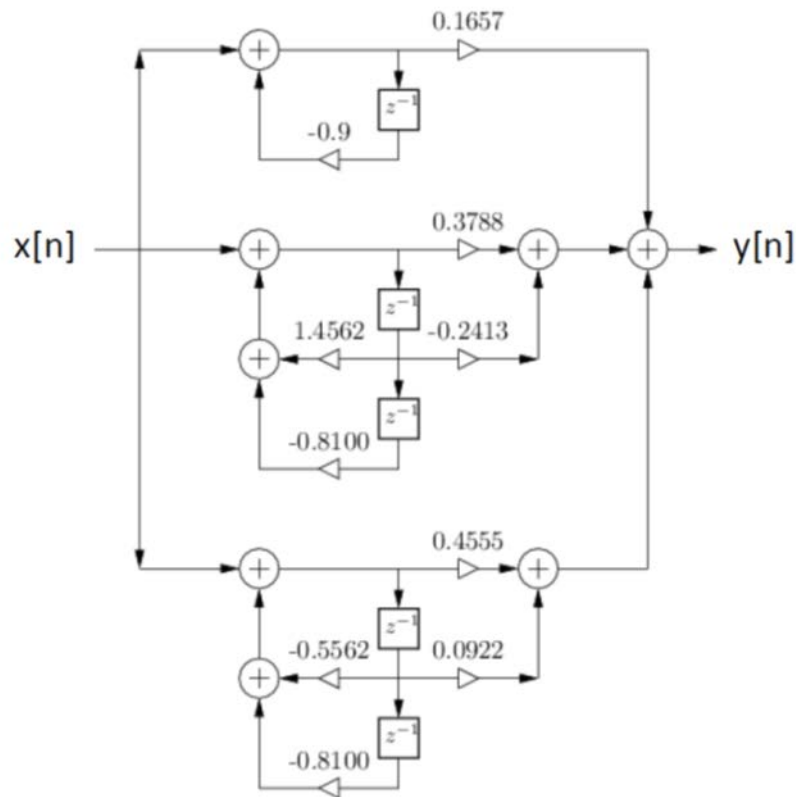 0.1657
z⁻¹
-0.9
0.3788
x[n]
y[n]
z⁻¹
1.4562
-0.2413
z⁻¹
-0.8100
0.4555
z⁻¹
-0.5562
0.0922
z⁻¹
-0.8100